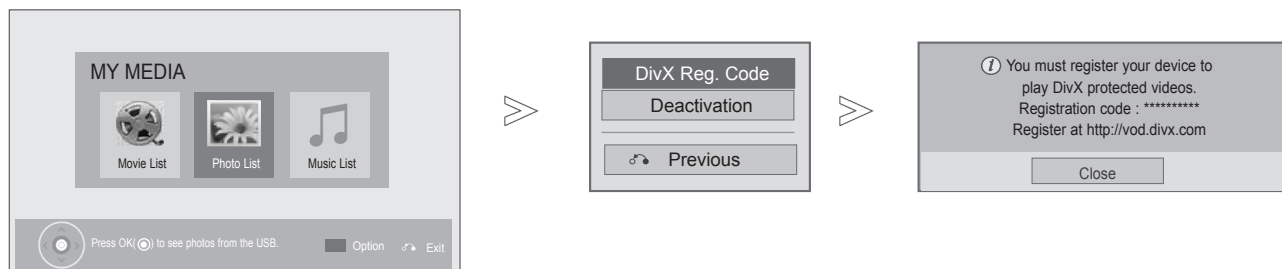 MY MEDIA
Movie List
Photo List
Music List
Press OK(◉) to see photos from the USB.
Option
Exit
DivX Reg. Code
Deactivation
Previous
You must register your device to
play DivX protected videos.
Registration code : **********
Register at http://vod.divx.com
Close